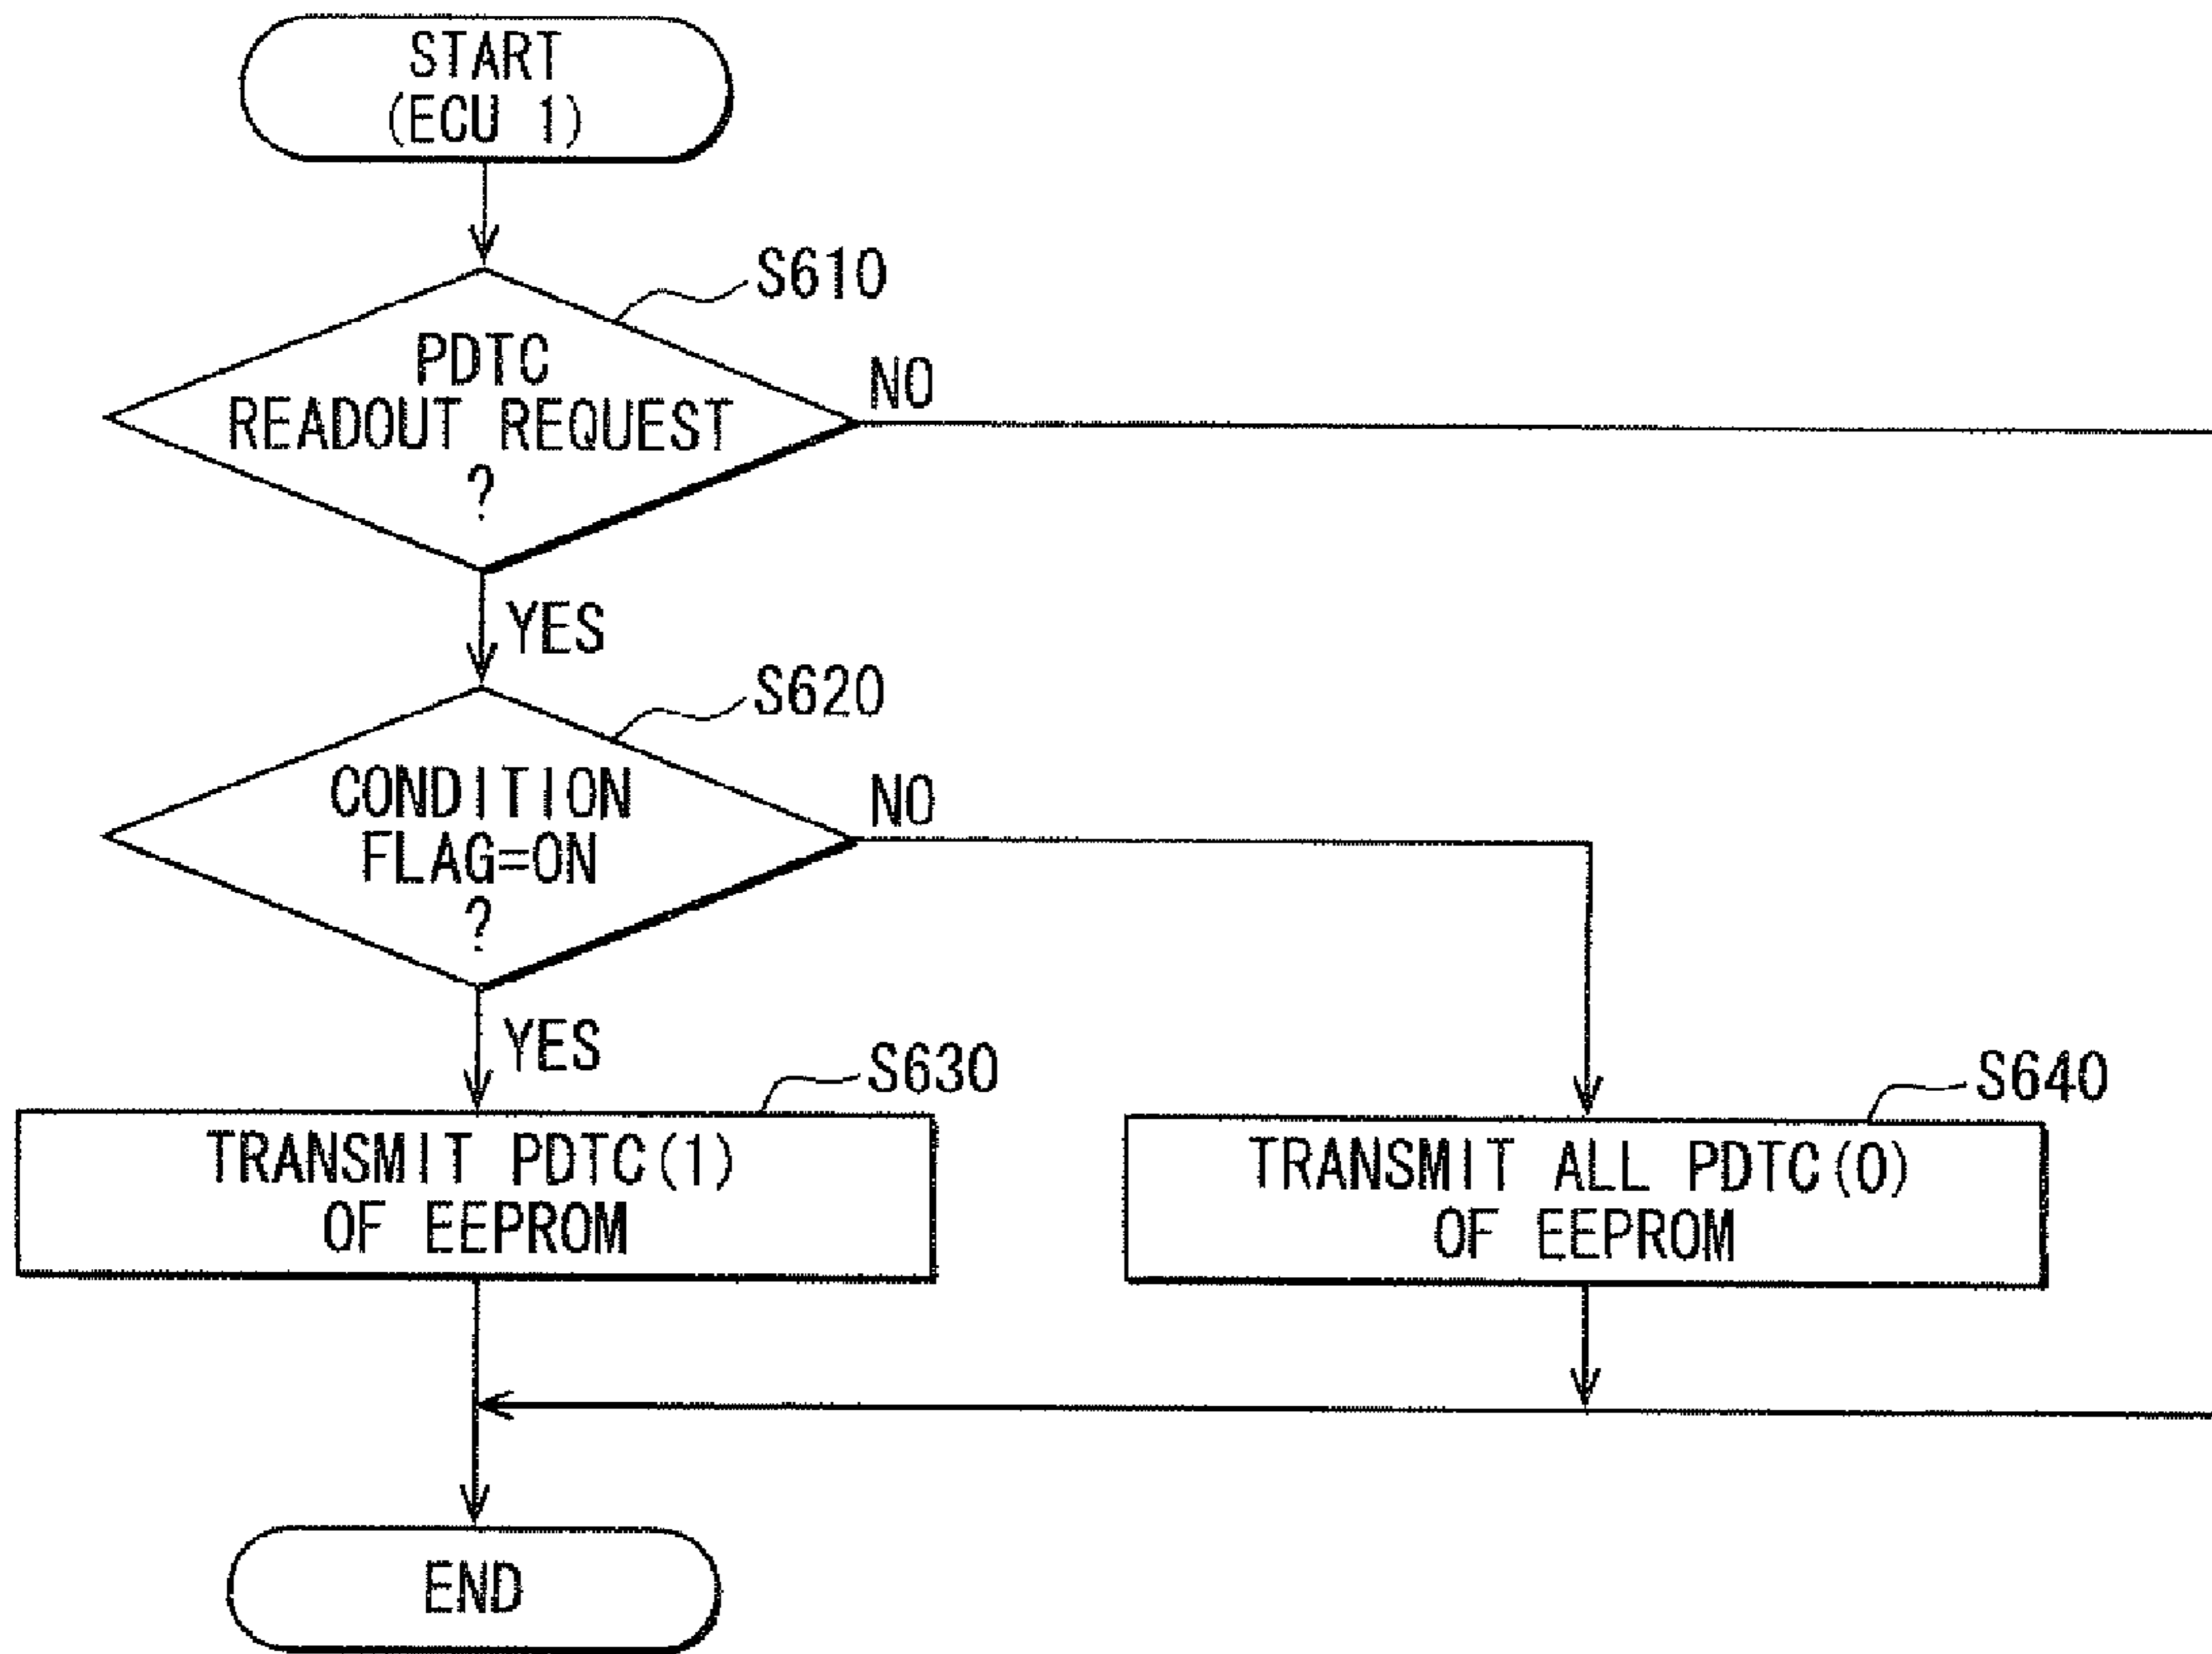 START
(ECU 1)
S610
PDTC
READOUT REQUEST
?
NO
YES
S620
CONDITION
FLAG=ON
?
NO
YES
S630
TRANSMIT PDTC(1)
OF EEPROM
S640
TRANSMIT ALL PDTC(0)
OF EEPROM
END